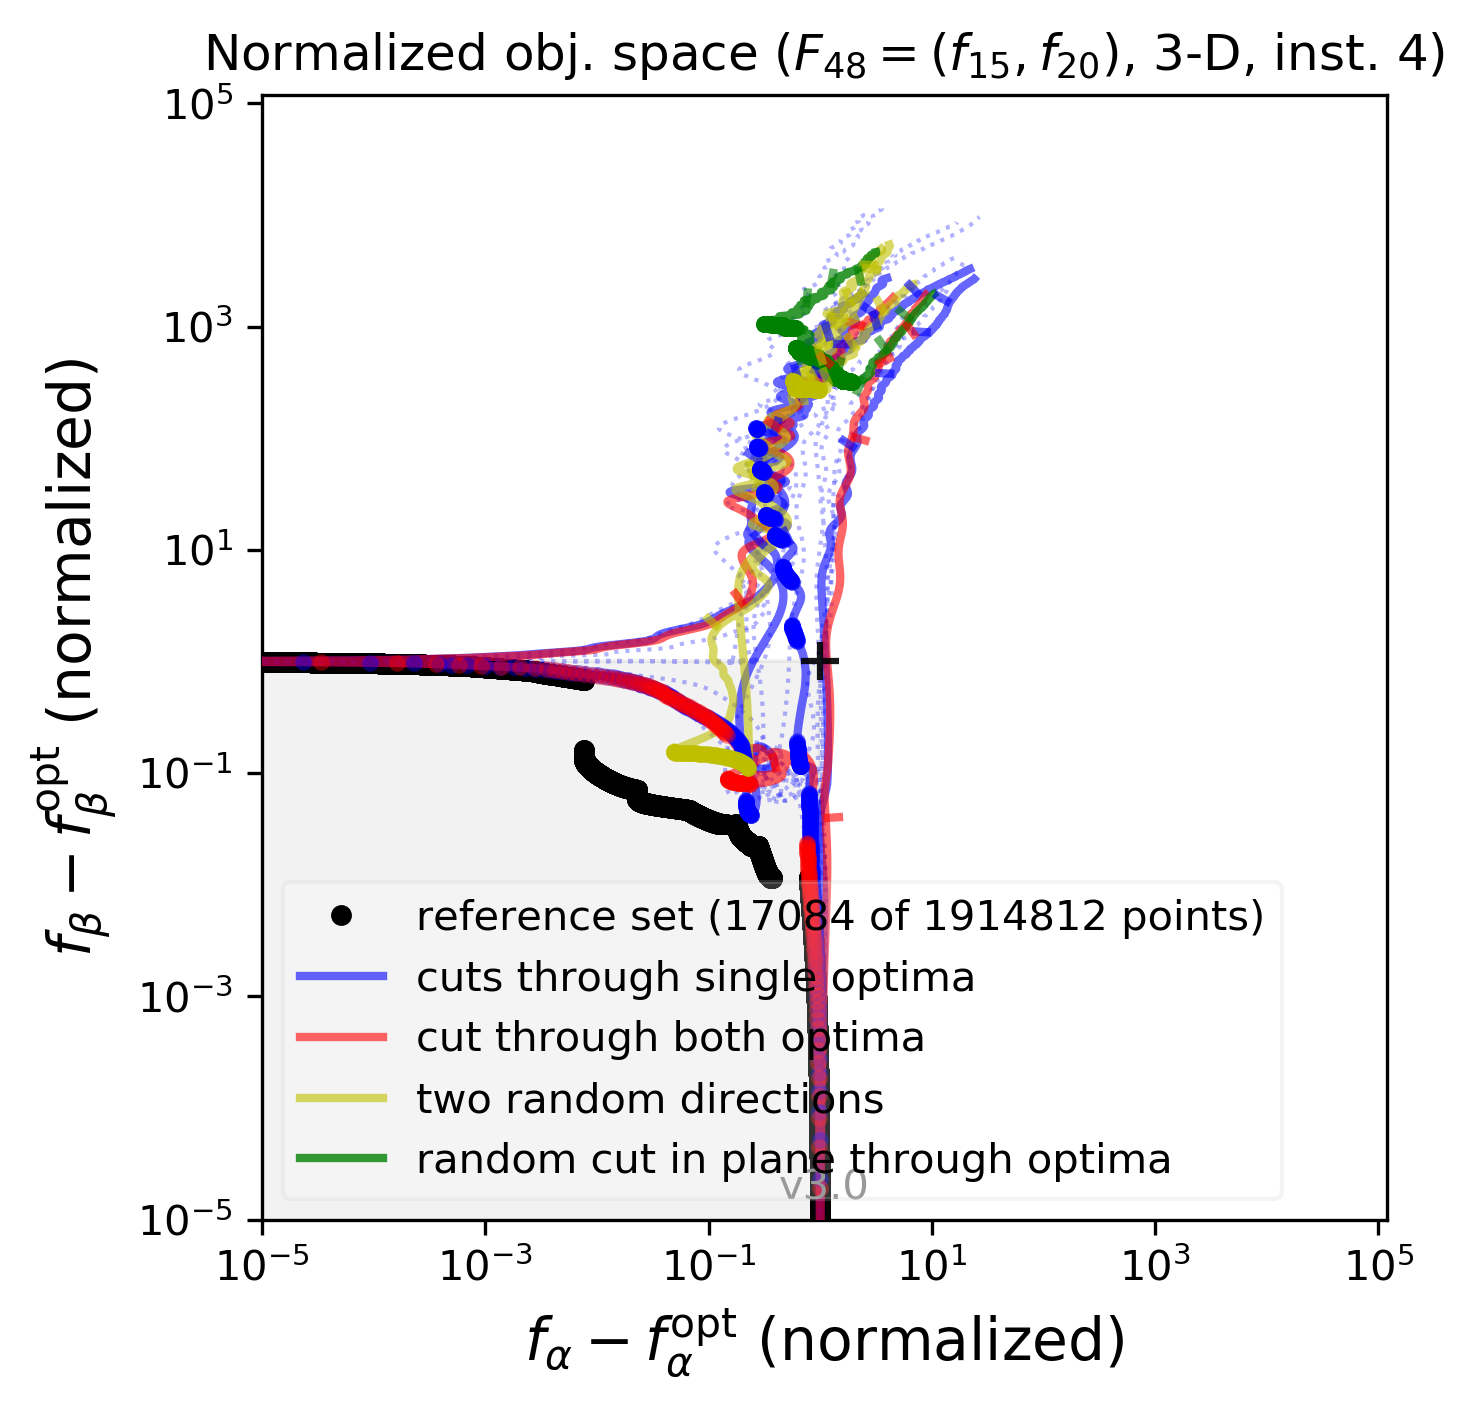 Normalized obj. space (F₄₈ = (f₁₅, f₂₀), 3-D, inst. 4)
10⁵
10³
10¹
10⁻¹
10⁻³
10⁻⁵
f_β − f_β^opt (normalized)
reference set (17084 of 1914812 points)
cuts through single optima
cut through both optima
two random directions
random cut in plane through optima
v3.0
10⁻⁵ 10⁻³ 10⁻¹ 10¹ 10³ 10⁵
f_α − f_α^opt (normalized)